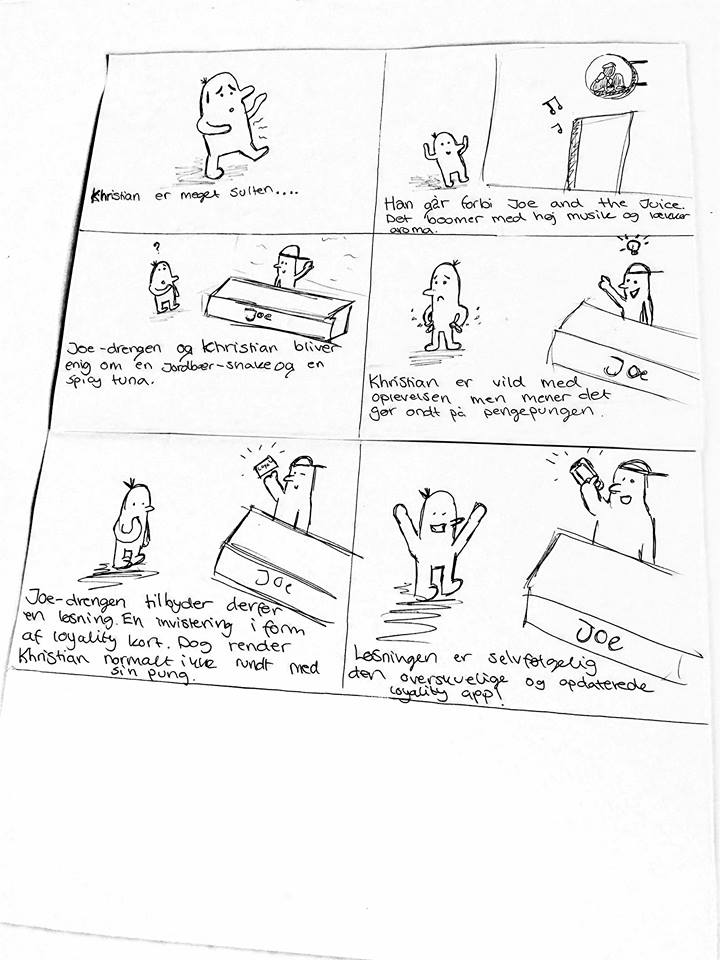 Khristian er meget sulten....
Han går forbi Joe and the Juice.
Det boomer med høj musik og lækker
aroma.
?
Joe
Joe-drengen og Khristian bliver
enig om en Jordbær-shake og en
spicy tuna.
Joe
Khristian er vild med
oplevelsen men mener det
gør ondt på pengepungen.
Joe
Joe-drengen tilbyder derfor
en løsning. En invistering i form
af loyality kort. Dog render
Khristian normalt ikke rundt med
sin pung.
Joe
Løsningen er selvfølgelig
den overskuelige og opdaterede
loyality app!